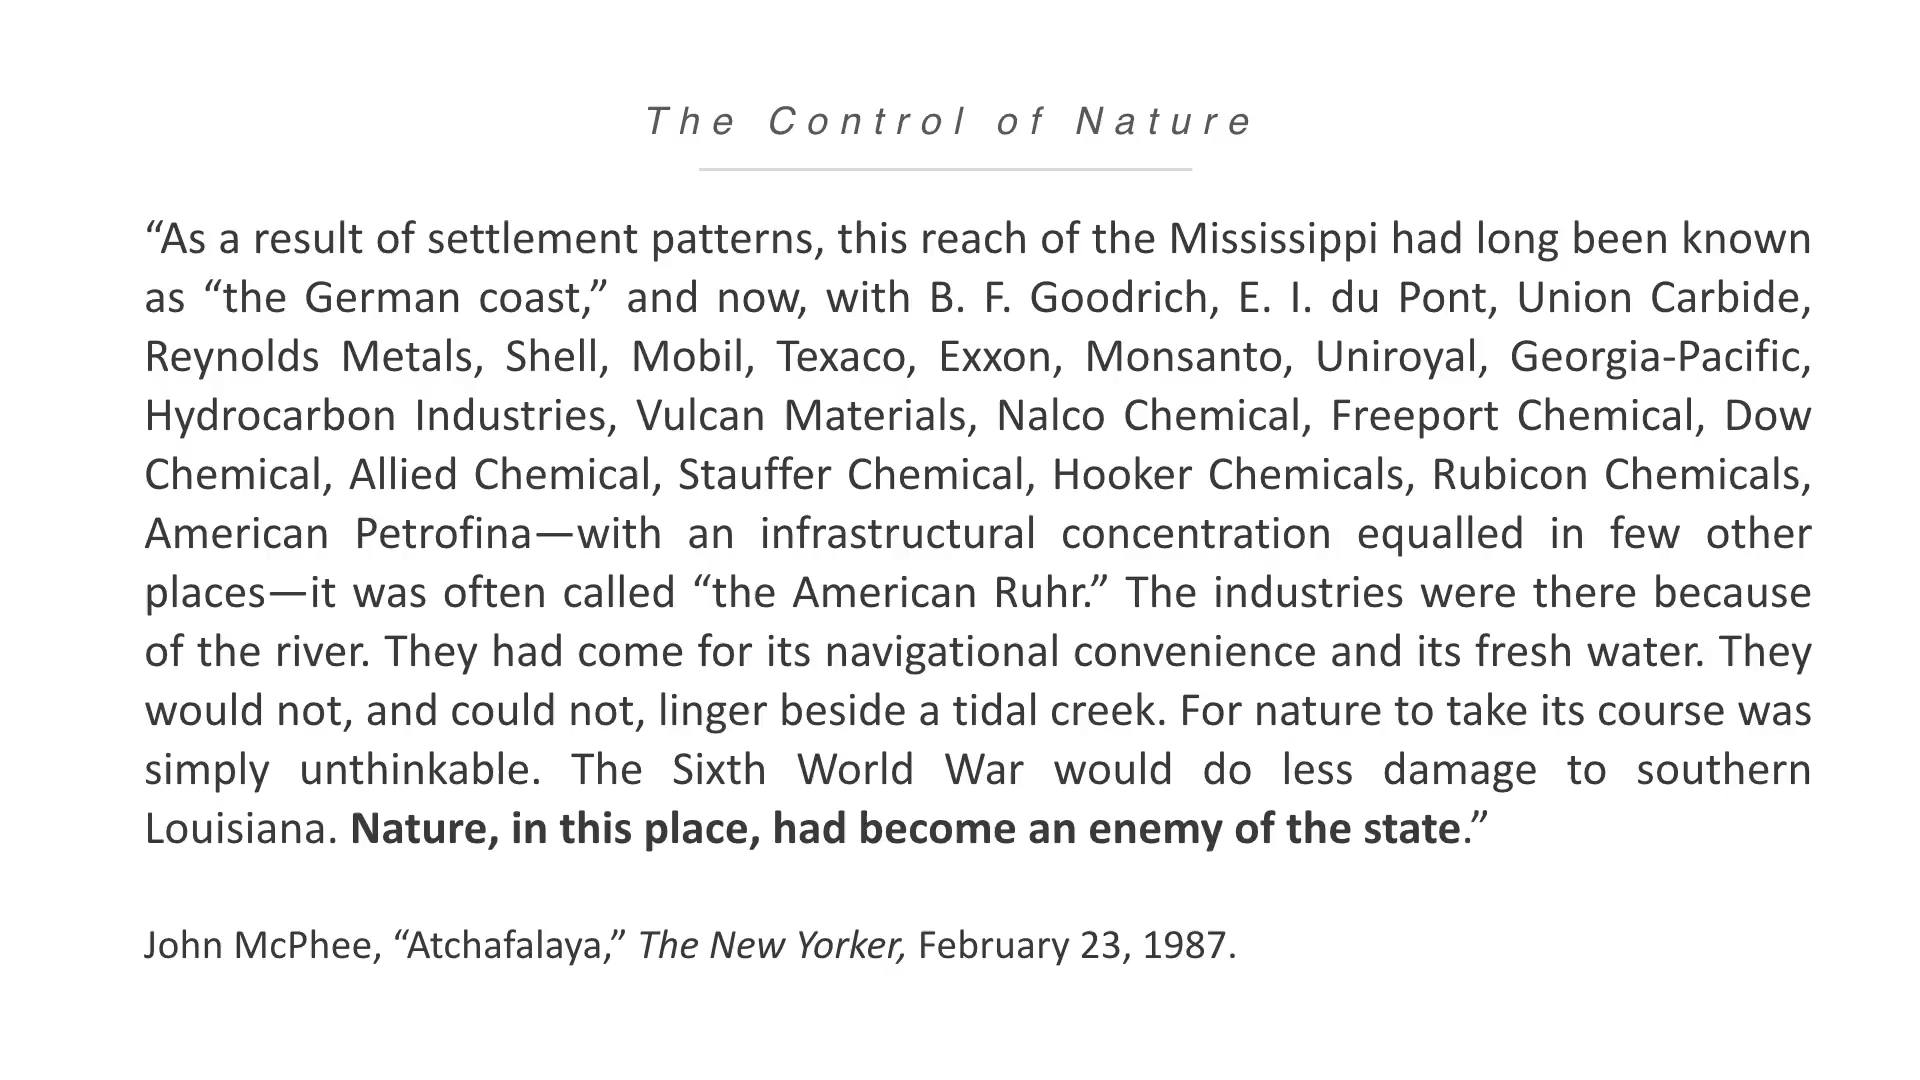 The Control of Nature
“As a result of settlement patterns, this reach of the Mississippi had long been known
as “the German coast,” and now, with B. F. Goodrich, E. I. du Pont, Union Carbide,
Reynolds Metals, Shell, Mobil, Texaco, Exxon, Monsanto, Uniroyal, Georgia-Pacific,
Hydrocarbon Industries, Vulcan Materials, Nalco Chemical, Freeport Chemical, Dow
Chemical, Allied Chemical, Stauffer Chemical, Hooker Chemicals, Rubicon Chemicals,
American Petrofina—with an infrastructural concentration equalled in few other
places—it was often called “the American Ruhr.” The industries were there because
of the river. They had come for its navigational convenience and its fresh water. They
would not, and could not, linger beside a tidal creek. For nature to take its course was
simply unthinkable. The Sixth World War would do less damage to southern
Louisiana. Nature, in this place, had become an enemy of the state.”
John McPhee, “Atchafalaya,” The New Yorker, February 23, 1987.